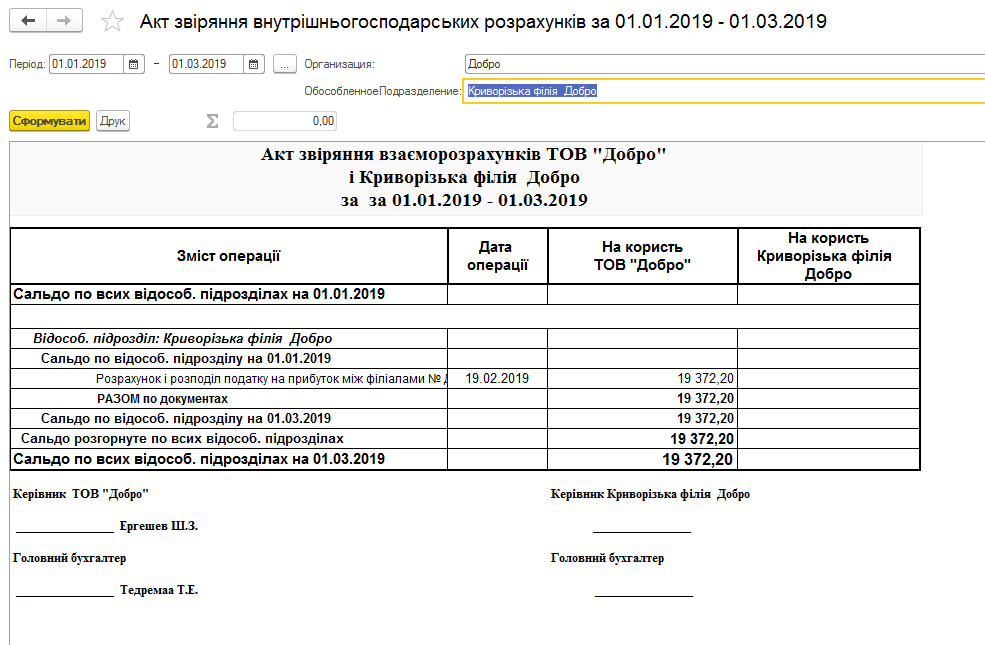 Акт звіряння внутрішньогосподарських розрахунків за 01.01.2019 - 01.03.2019
Період: 01.01.2019 – 01.03.2019 ... Организация: Добро
ОбособленноеПодразделение: Криворізька філія Добро
Сформувати Друк Σ 0,00
Акт звіряння взаєморозрахунків ТОВ "Добро"
і Криворізька філія Добро
за за 01.01.2019 - 01.03.2019
Зміст операції
Дата
операції
На користь
ТОВ "Добро"
На користь
Криворізька філія
Добро
Сальдо по всих відособ. підрозділах на 01.01.2019
Відособ. підрозділ: Криворізька філія Добро
Сальдо по відособ. підрозділу на 01.01.2019
Розрахунок і розподіл податку на прибуток між філіалами № 19.02.2019 19 372,20
РАЗОМ по документах 19 372,20
Сальдо по відособ. підрозділу на 01.03.2019 19 372,20
Сальдо розгорнуте по всих відособ. підрозділах 19 372,20
Сальдо по всих відособ. підрозділах на 01.03.2019 19 372,20
Керівник ТОВ "Добро" Керівник Криворізька філія Добро
Ергешев Ш.З.
Головний бухгалтер Головний бухгалтер
Тедремаа Т.Е.